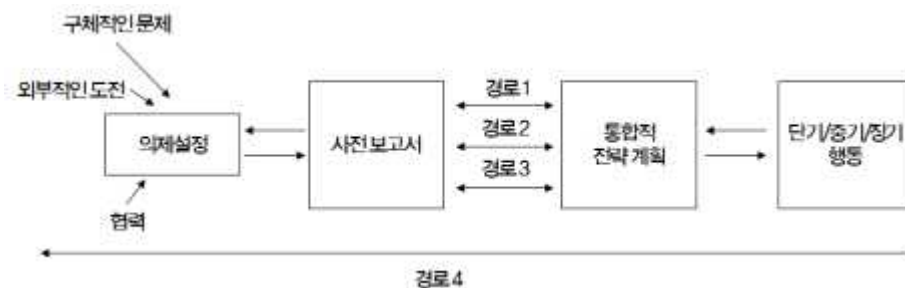 구체적인 문제
외부적인 도전
의제설정
협력
사전 보고서
경로 1
경로 2
경로 3
통합적
전략 계획
단기/중기/장기
행동
경로 4